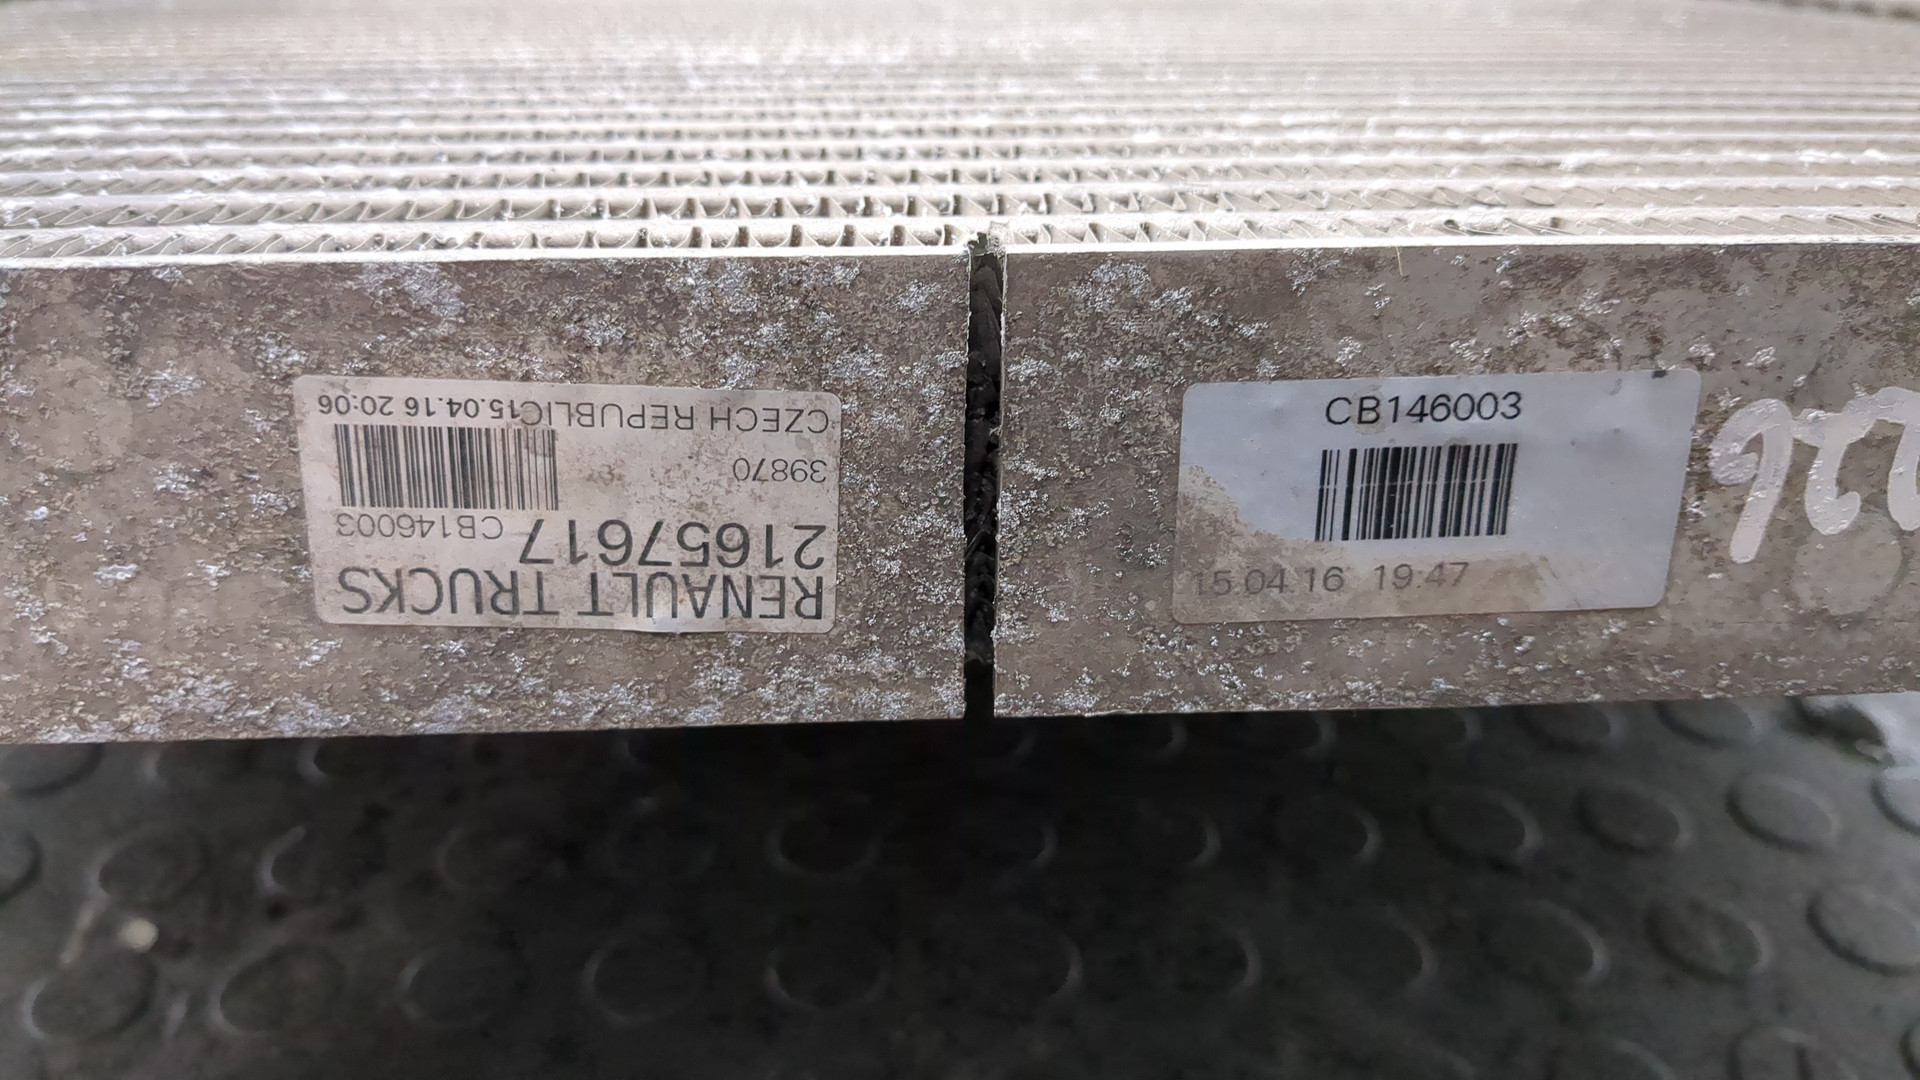 RENAULT TRUCKS
21657617 CB146003
39870
CZECH REPUBLIC15.04.16 20:06
CB146003
15.04.16 19:47